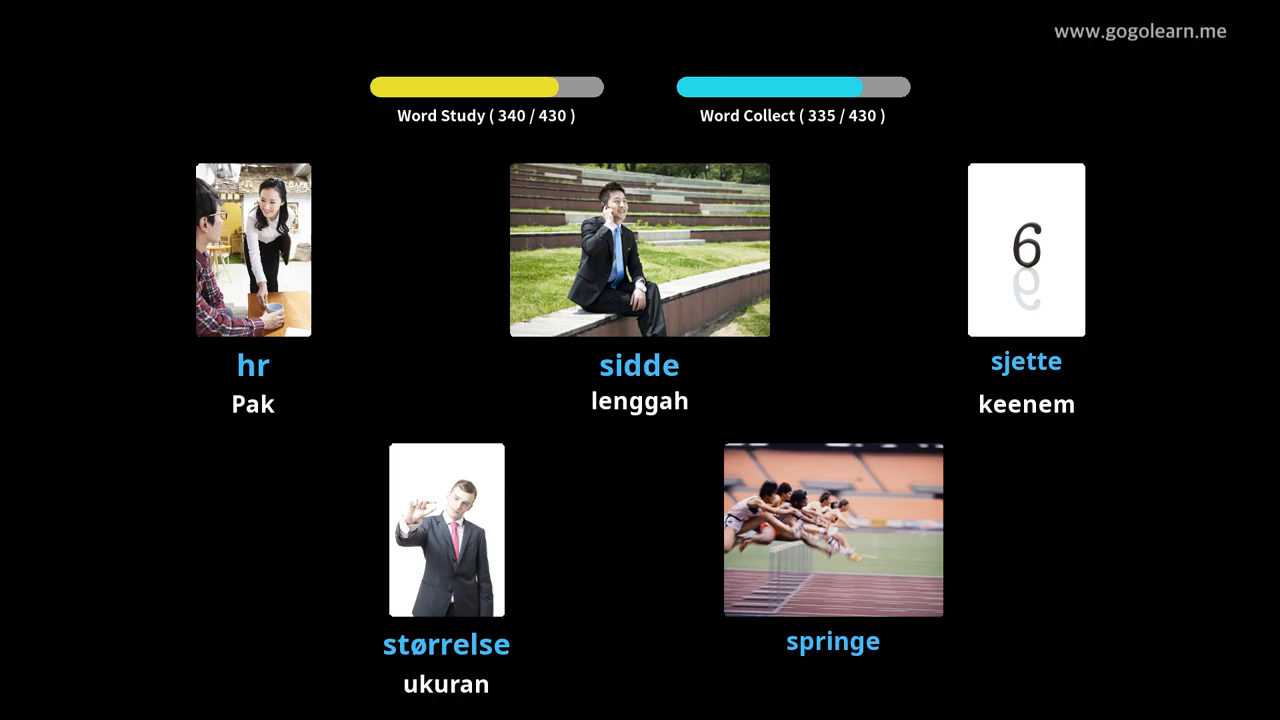 www.gogolearn.me
Word Study ( 340 / 430 )
Word Collect ( 335 / 430 )
6
hr
Pak
sidde
lenggah
sjette
keenem
størrelse
ukuran
springe